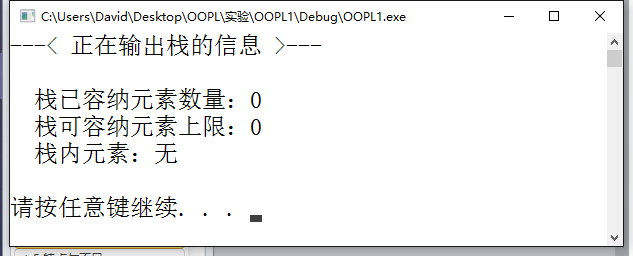 C:\Users\David\Desktop\OOPL\实验\OOPL1\Debug\OOPL1.exe
---< 正在输出栈的信息 >---
栈已容纳元素数量：0
栈可容纳元素上限：0
栈内元素：无
请按任意键继续. . .